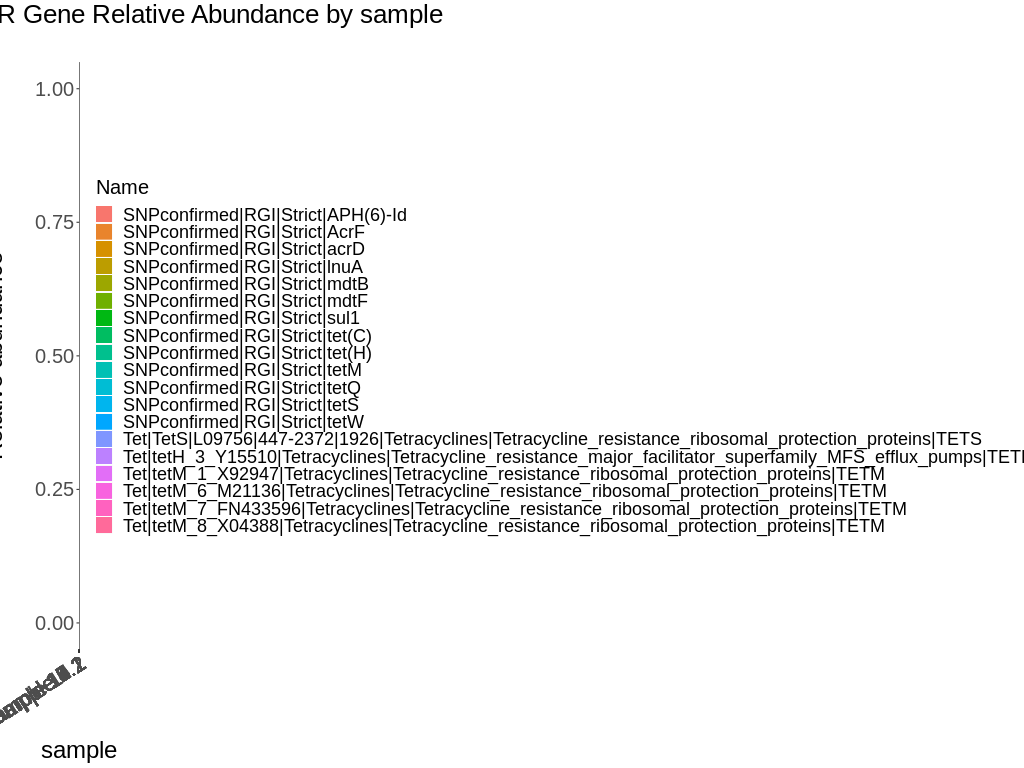 R Gene Relative Abundance by sample
1.00
0.75
0.50
0.25
0.00
Name
SNPconfirmed|RGI|Strict|APH(6)-Id
SNPconfirmed|RGI|Strict|AcrF
SNPconfirmed|RGI|Strict|acrD
SNPconfirmed|RGI|Strict|lnuA
SNPconfirmed|RGI|Strict|mdtB
SNPconfirmed|RGI|Strict|mdtF
SNPconfirmed|RGI|Strict|sul1
SNPconfirmed|RGI|Strict|tet(C)
SNPconfirmed|RGI|Strict|tet(H)
SNPconfirmed|RGI|Strict|tetM
SNPconfirmed|RGI|Strict|tetQ
SNPconfirmed|RGI|Strict|tetS
SNPconfirmed|RGI|Strict|tetW
Tet|TetS|L09756|447-2372|1926|Tetracyclines|Tetracycline_resistance_ribosomal_protection_proteins|TETS
Tet|tetH_3_Y15510|Tetracyclines|Tetracycline_resistance_major_facilitator_superfamily_MFS_efflux_pumps|TET
Tet|tetM_1_X92947|Tetracyclines|Tetracycline_resistance_ribosomal_protection_proteins|TETM
Tet|tetM_6_M21136|Tetracyclines|Tetracycline_resistance_ribosomal_protection_proteins|TETM
Tet|tetM_7_FN433596|Tetracyclines|Tetracycline_resistance_ribosomal_protection_proteins|TETM
Tet|tetM_8_X04388|Tetracyclines|Tetracycline_resistance_ribosomal_protection_proteins|TETM
sample